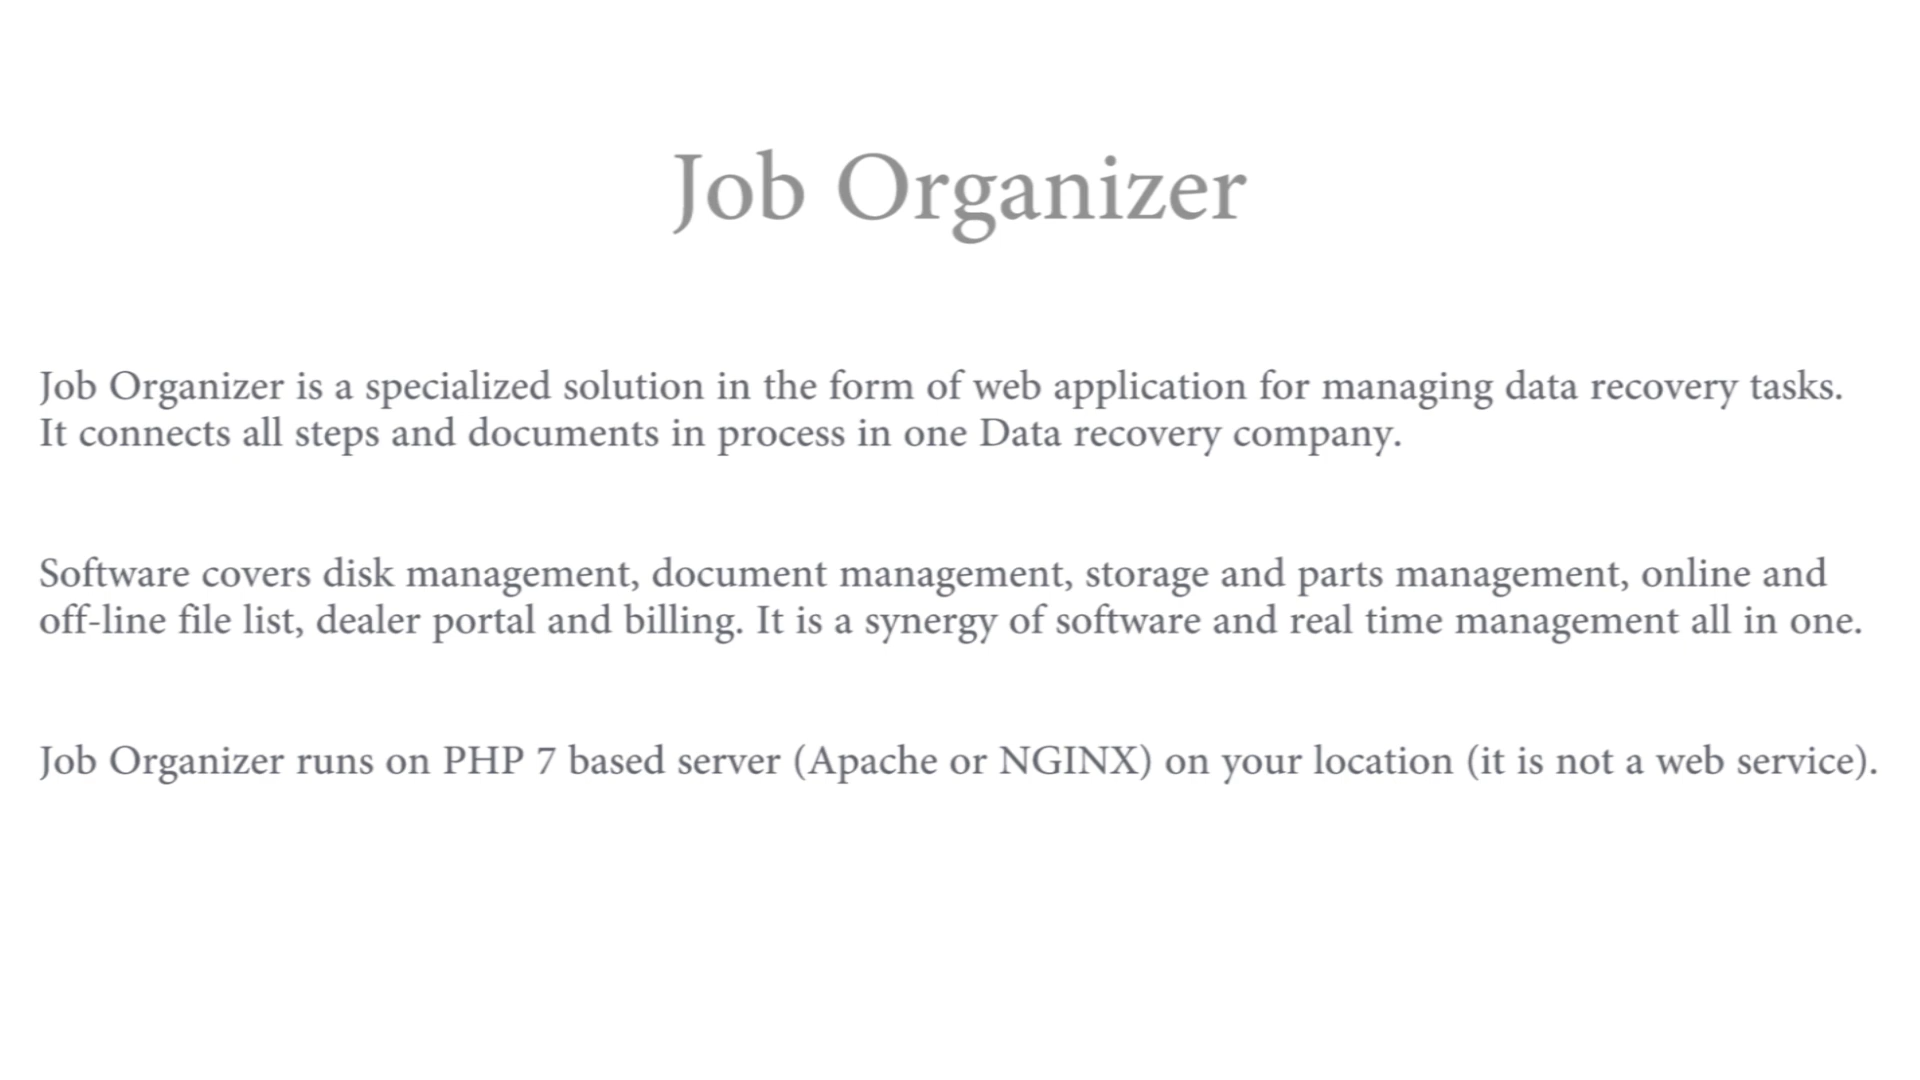 Job Organizer
Job Organizer is a specialized solution in the form of web application for managing data recovery tasks.
It connects all steps and documents in process in one Data recovery company.
Software covers disk management, document management, storage and parts management, online and
off-line file list, dealer portal and billing. It is a synergy of software and real time management all in one.
Job Organizer runs on PHP 7 based server (Apache or NGINX) on your location (it is not a web service).